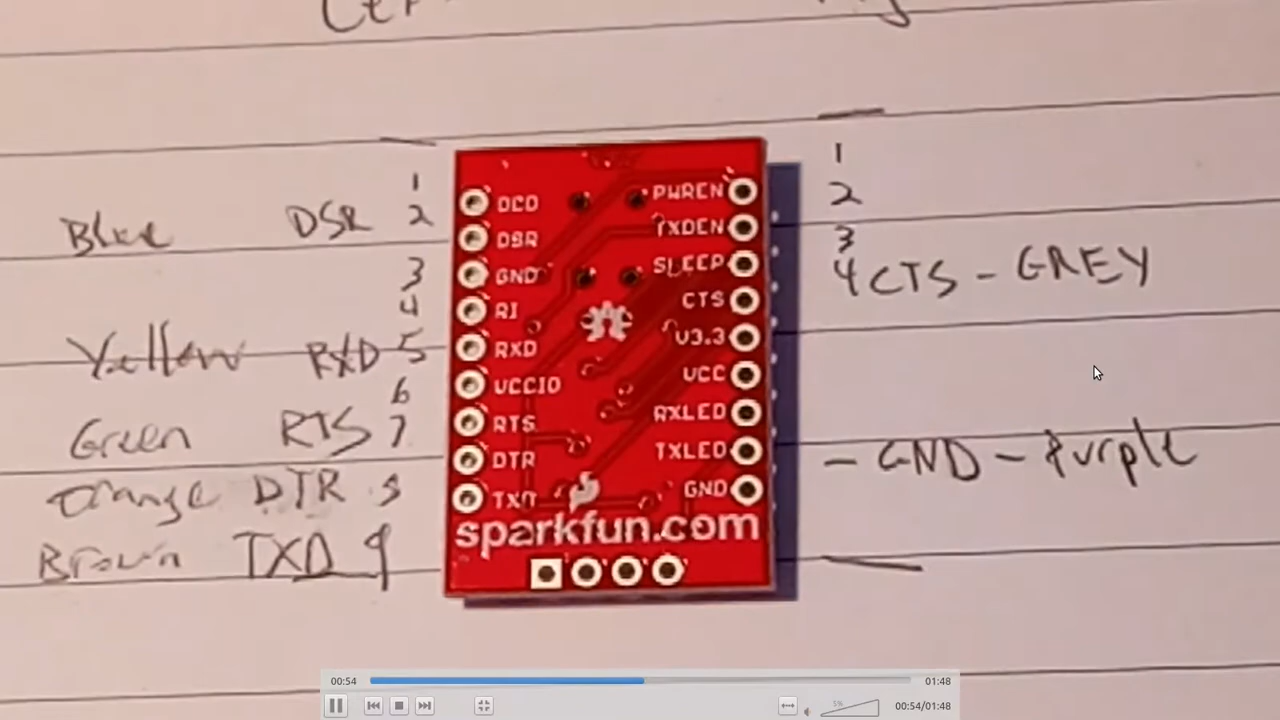 1
Blue DSR 2
3
4
Yellow RXD 5
6
Green RTS 7
Orange DTR 8
Brown TXD 9
DCD
DSR
GND
RI
RXD
VCCIO
RTS
DTR
TXD
PWREN
TXDEN
SLEEP
CTS
V3.3
VCC
RXLED
TXLED
GND
sparkfun.com
1
2
3
4 CTS - GREY
- GND - Purple
00:54
01:48
5%
00:54/01:48